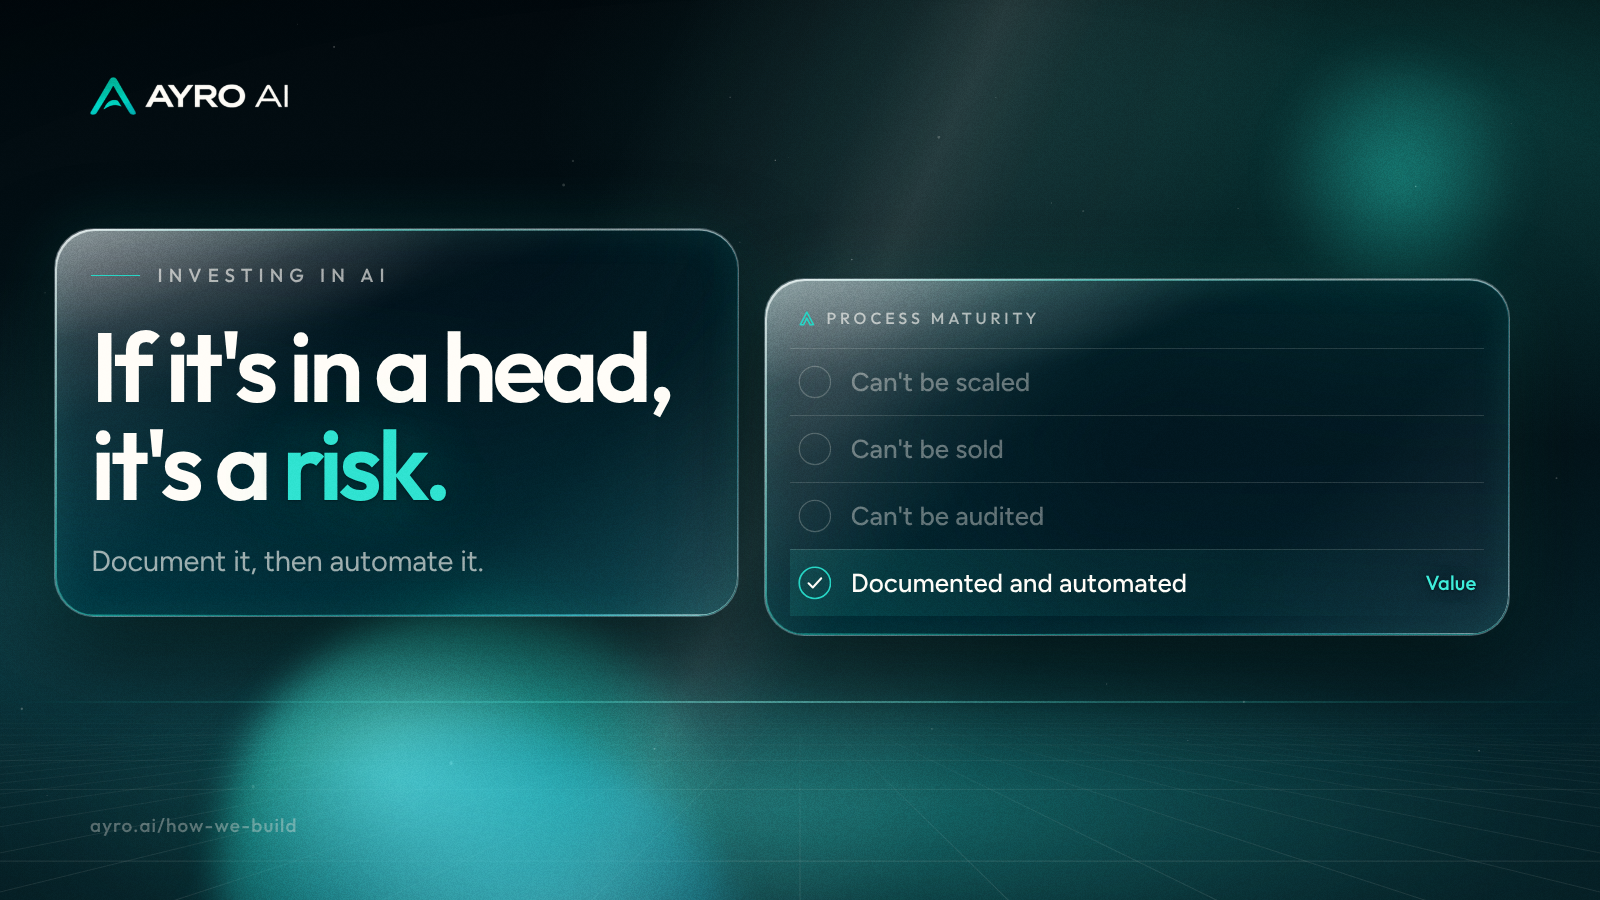 AYRO AI
INVESTING IN AI
If it's in a head,
it's a risk.
Document it, then automate it.
PROCESS MATURITY
Can't be scaled
Can't be sold
Can't be audited
Documented and automated Value
ayro.ai/how-we-build